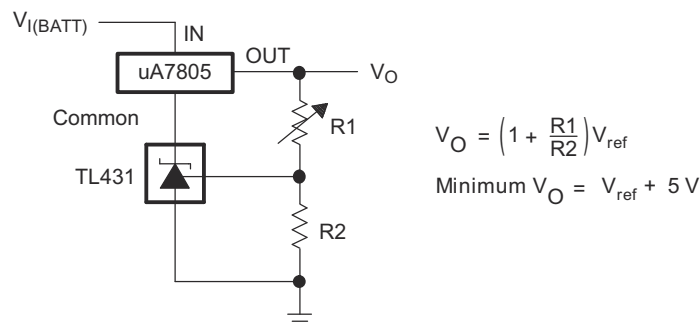 V_I(BATT)
IN
OUT
uA7805
V_O
Common
R1
V_O = (1 + R1/R2)V_ref
TL431
Minimum V_O = V_ref + 5 V
R2